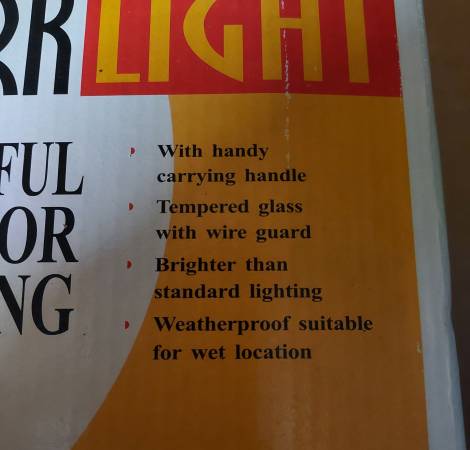 RK LIGHT
FUL
OR
NG
With handy
carrying handle
Tempered glass
with wire guard
Brighter than
standard lighting
Weatherproof suitable
for wet location